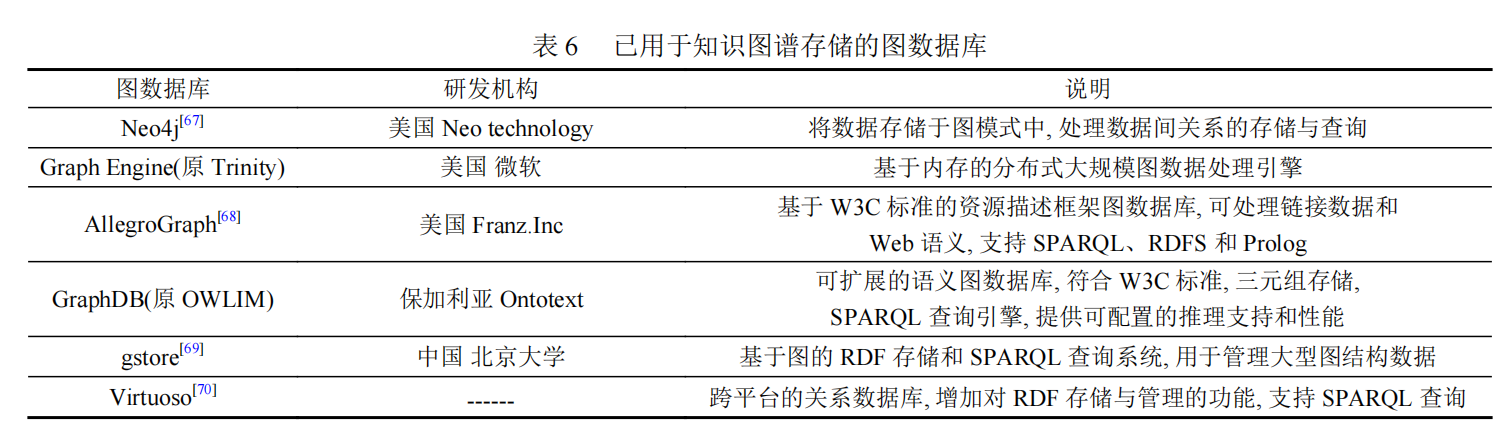 表 6 已用于知识图谱存储的图数据库
图数据库 研发机构 说明
Neo4j[67] 美国 Neo technology 将数据存储于图模式中, 处理数据间关系的存储与查询
Graph Engine(原 Trinity) 美国 微软 基于内存的分布式大规模图数据处理引擎
AllegroGraph[68] 美国 Franz.Inc 基于 W3C 标准的资源描述框架图数据库, 可处理链接数据和
Web 语义, 支持 SPARQL、RDFS 和 Prolog
GraphDB(原 OWLIM) 保加利亚 Ontotext 可扩展的语义图数据库, 符合 W3C 标准, 三元组存储,
SPARQL 查询引擎, 提供可配置的推理支持和性能
gstore[69] 中国 北京大学 基于图的 RDF 存储和 SPARQL 查询系统, 用于管理大型图结构数据
Virtuoso[70] ------ 跨平台的关系数据库, 增加对 RDF 存储与管理的功能, 支持 SPARQL 查询